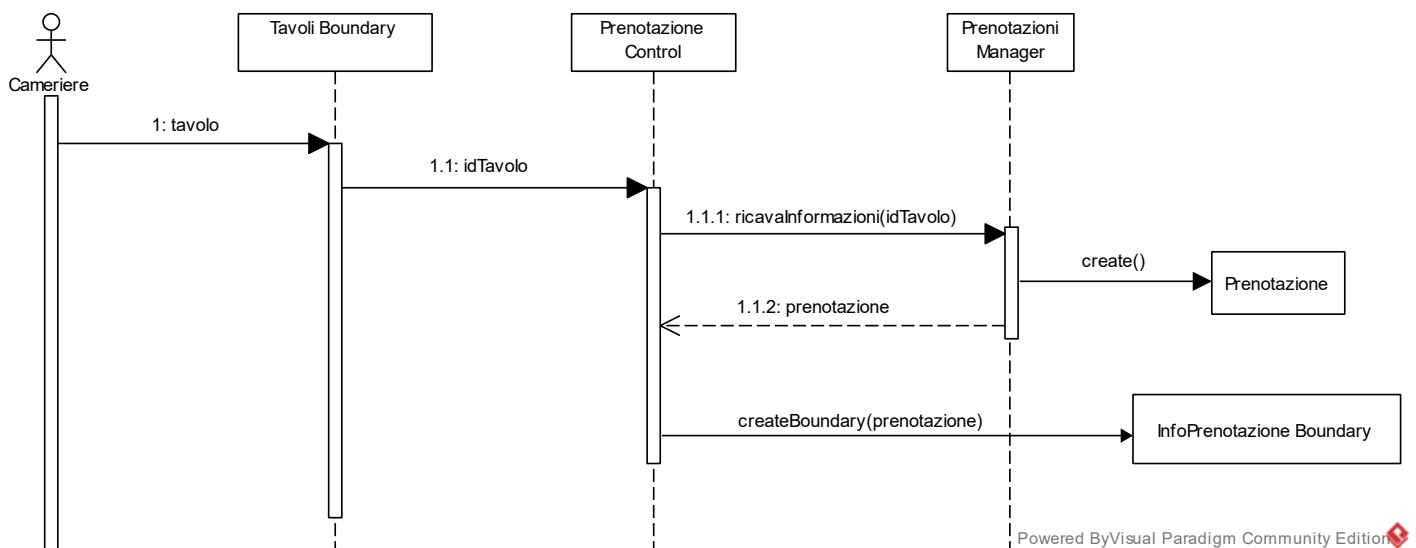 Cameriere
Tavoli Boundary
Prenotazione
Control
Prenotazioni
Manager
1: tavolo
1.1: idTavolo
1.1.1: ricavaInformazioni(idTavolo)
create()
Prenotazione
1.1.2: prenotazione
createBoundary(prenotazione)
InfoPrenotazione Boundary
Powered ByVisual Paradigm Community Edition